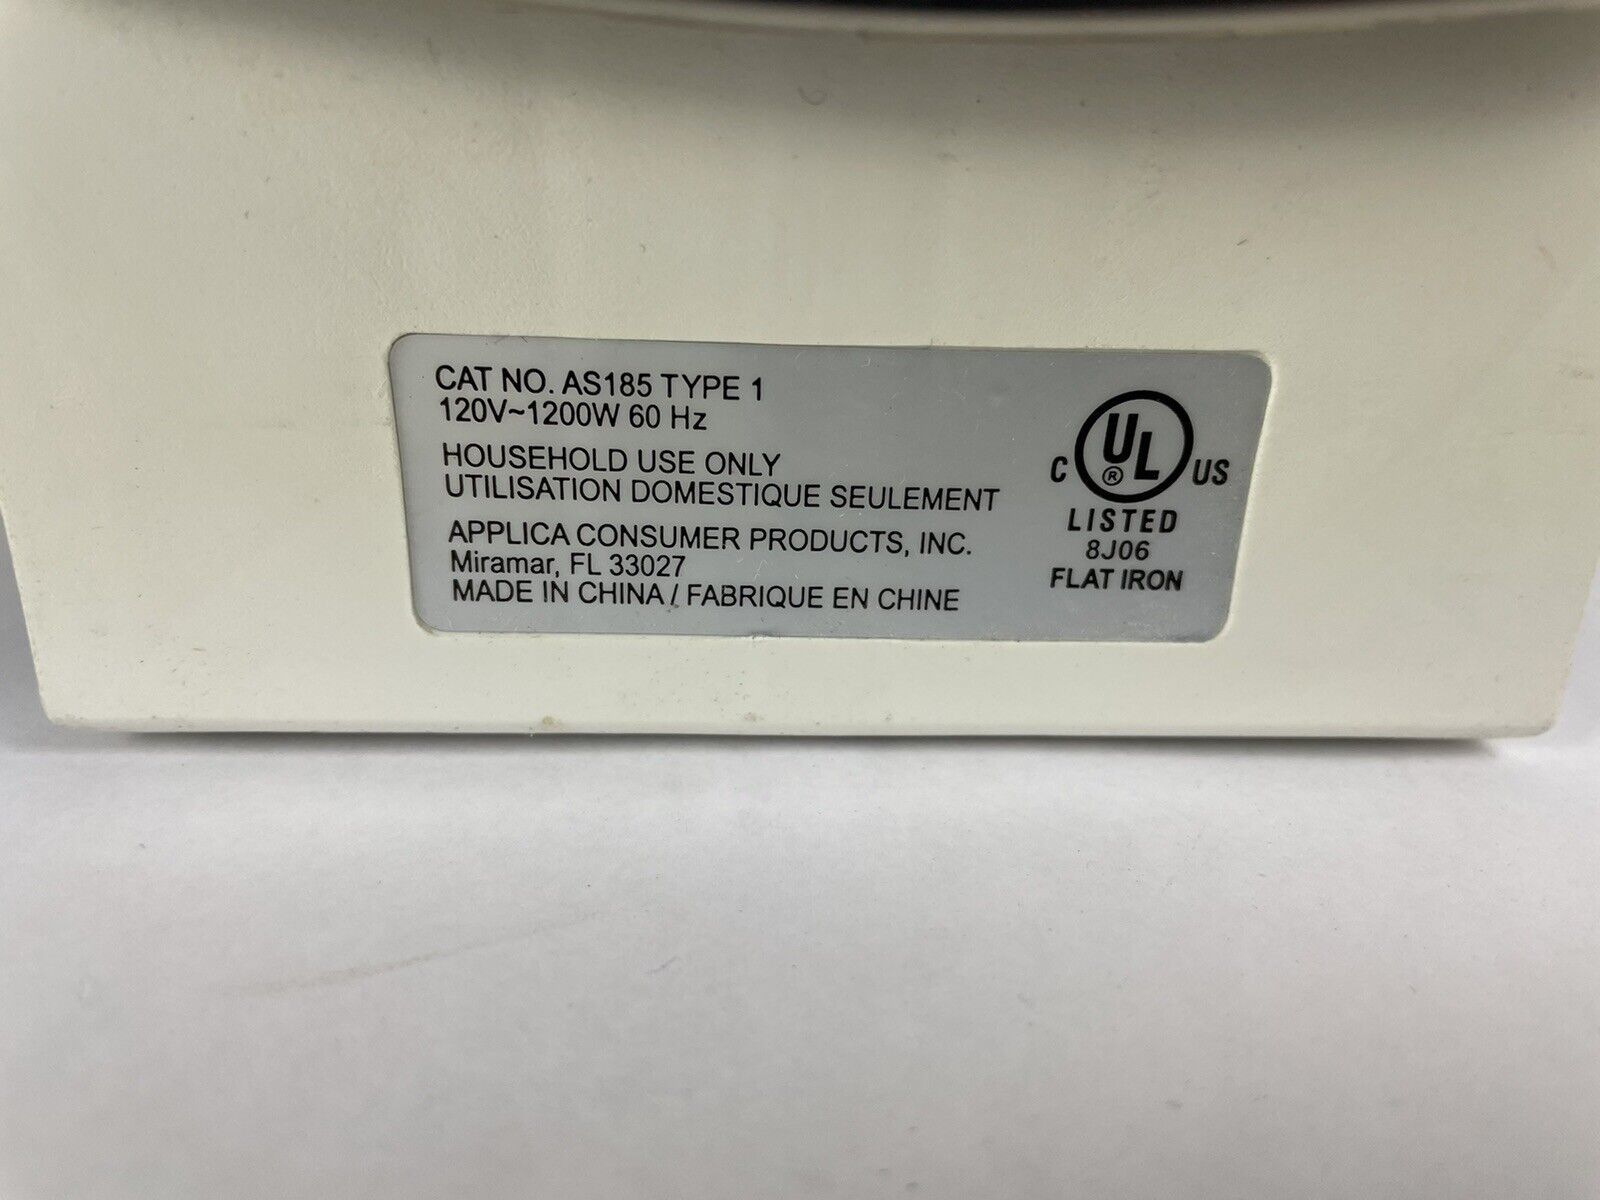 CAT NO. AS185 TYPE 1
120V~1200W 60 Hz
HOUSEHOLD USE ONLY
UTILISATION DOMESTIQUE SEULEMENT
APPLICA CONSUMER PRODUCTS, INC.
Miramar, FL 33027
MADE IN CHINA / FABRIQUE EN CHINE
C UL ® US
LISTED
8J06
FLAT IRON